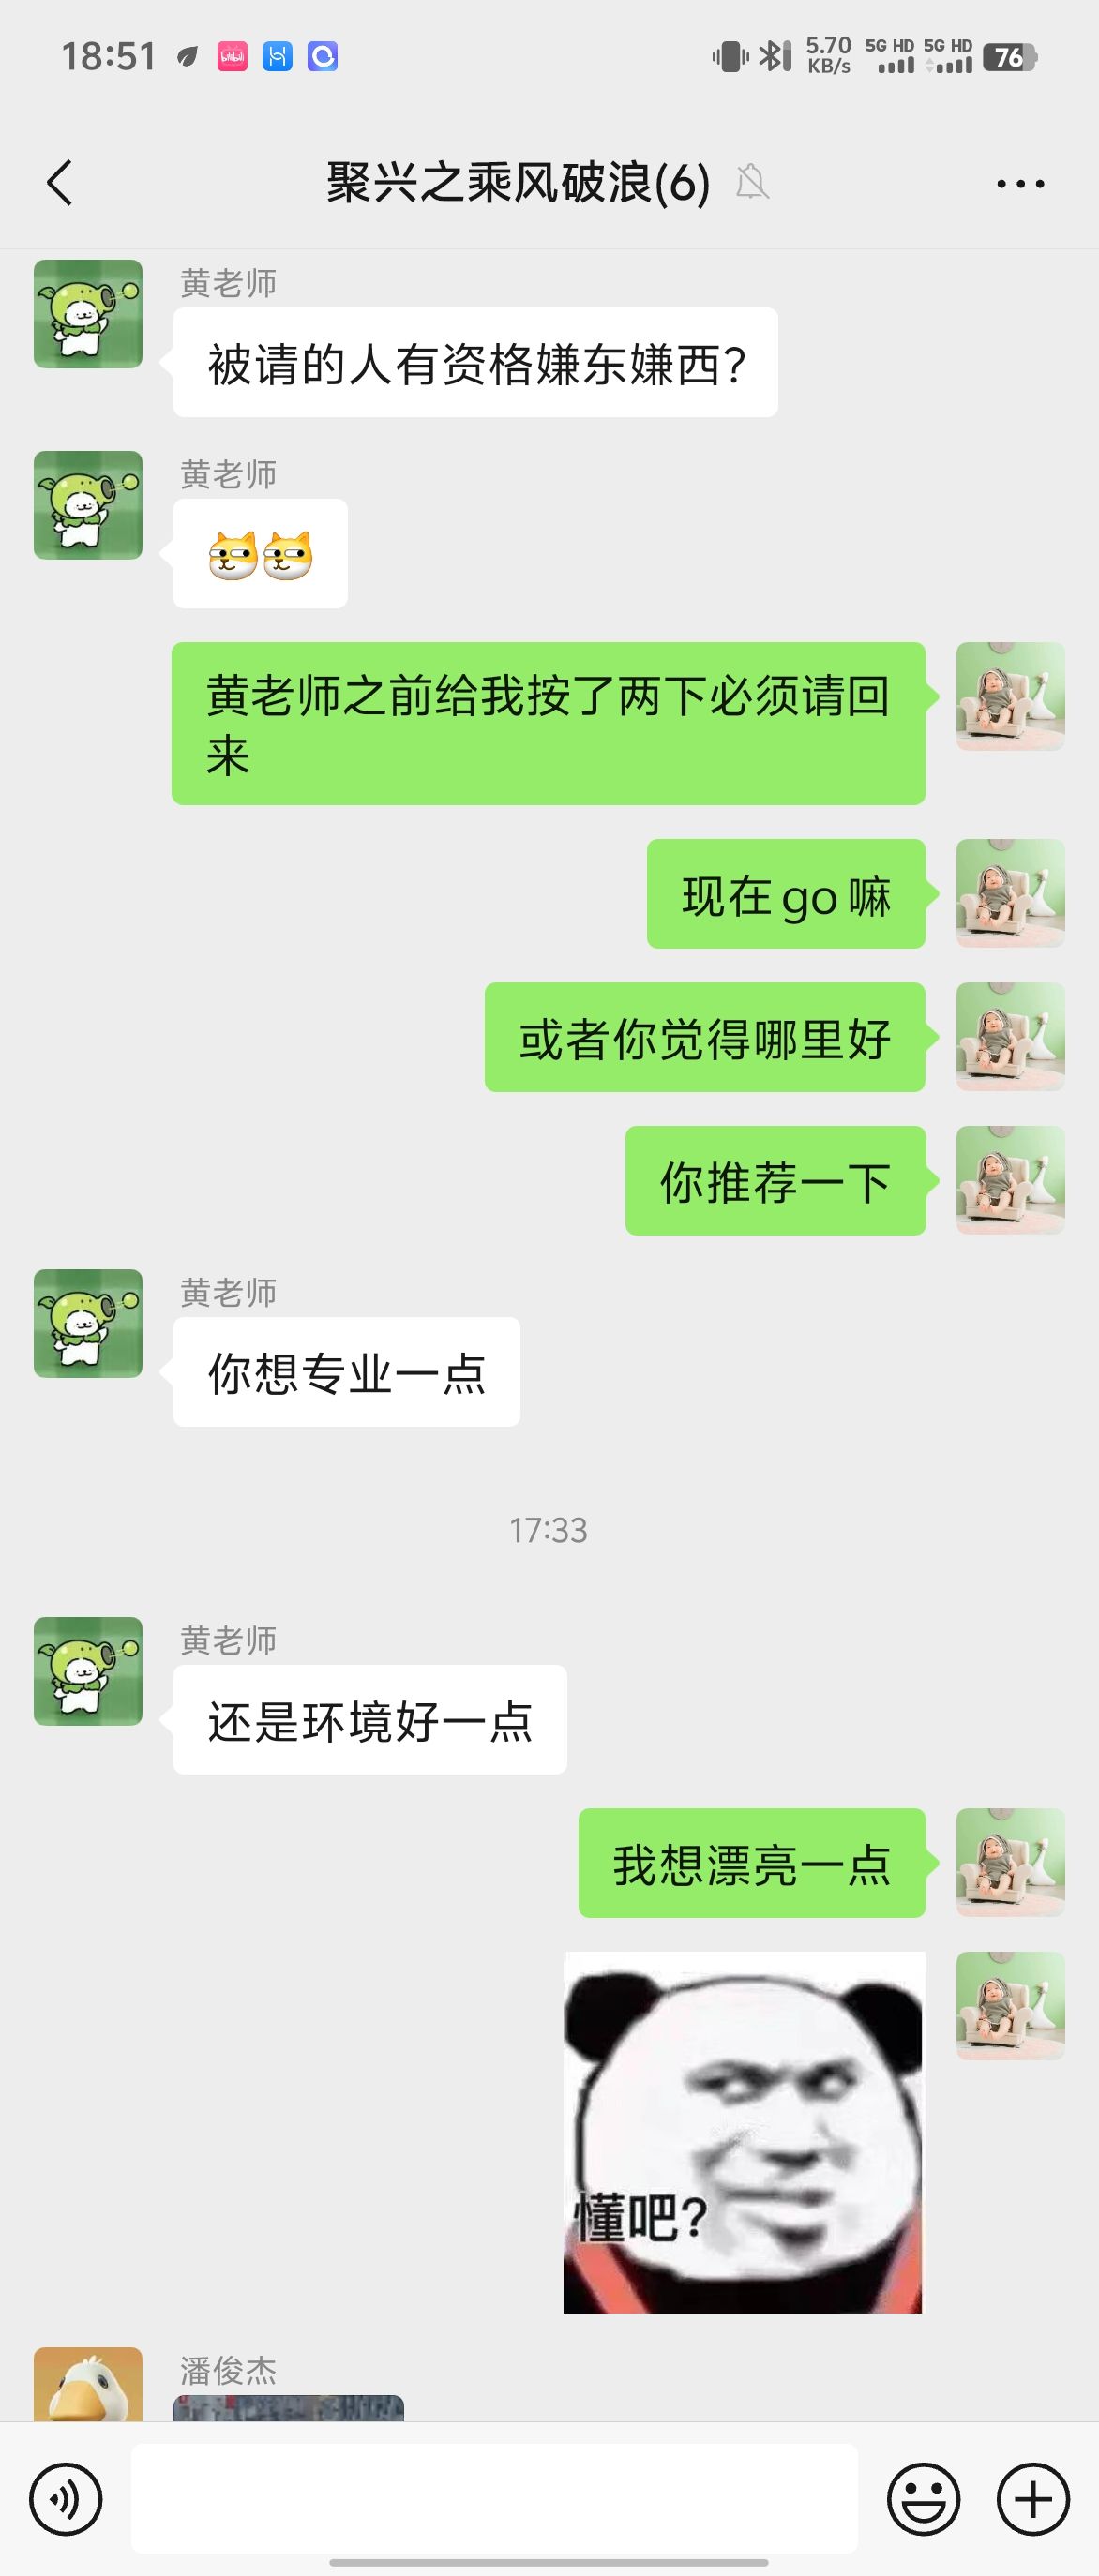 18:51
bilibili
5.70
KB/s
5G HD 5G HD
76
聚兴之乘风破浪(6)
黄老师
被请的人有资格嫌东嫌西?
黄老师
黄老师之前给我按了两下必须请回
来
现在go嘛
或者你觉得哪里好
你推荐一下
黄老师
你想专业一点
17:33
黄老师
还是环境好一点
我想漂亮一点
懂吧?
潘俊杰